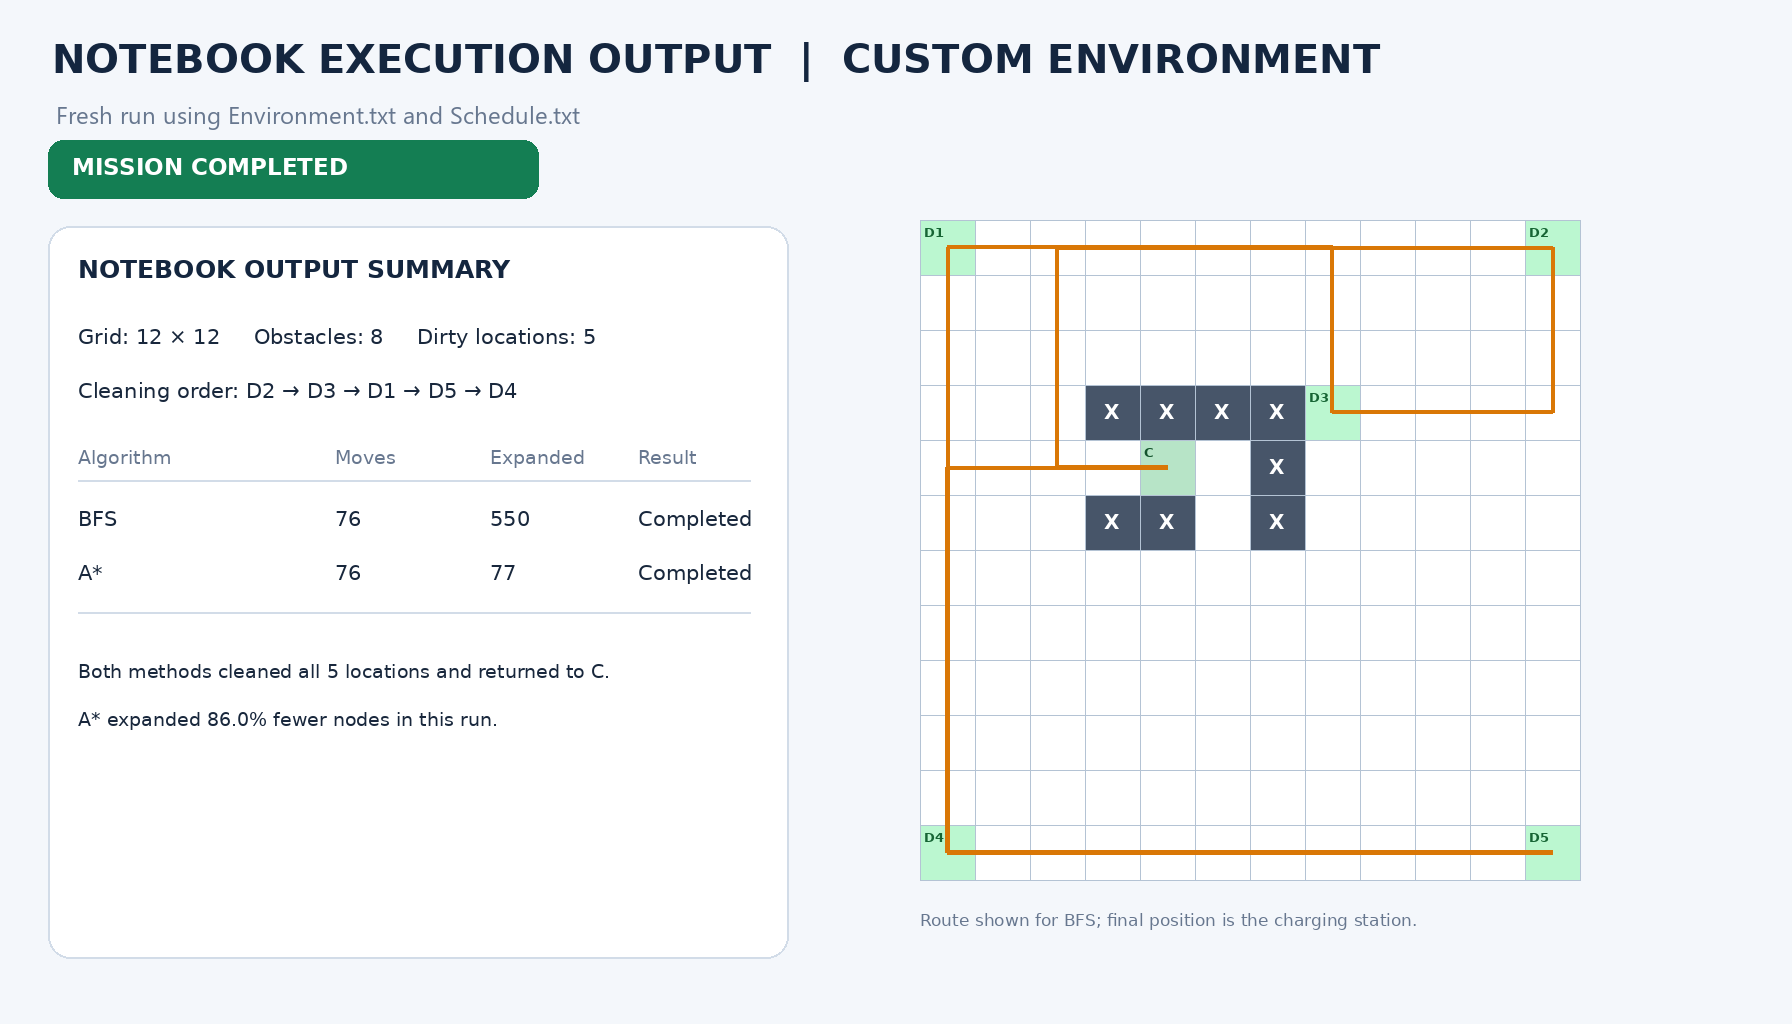 NOTEBOOK EXECUTION OUTPUT | CUSTOM ENVIRONMENT
Fresh run using Environment.txt and Schedule.txt
MISSION COMPLETED
NOTEBOOK OUTPUT SUMMARY
Grid: 12 × 12 Obstacles: 8 Dirty locations: 5
Cleaning order: D2 → D3 → D1 → D5 → D4
Algorithm Moves Expanded Result
BFS 76 550 Completed
A* 76 77 Completed
Both methods cleaned all 5 locations and returned to C.
A* expanded 86.0% fewer nodes in this run.
D1 D2
X X X X D3
C X
X X X
D4 D5
Route shown for BFS; final position is the charging station.